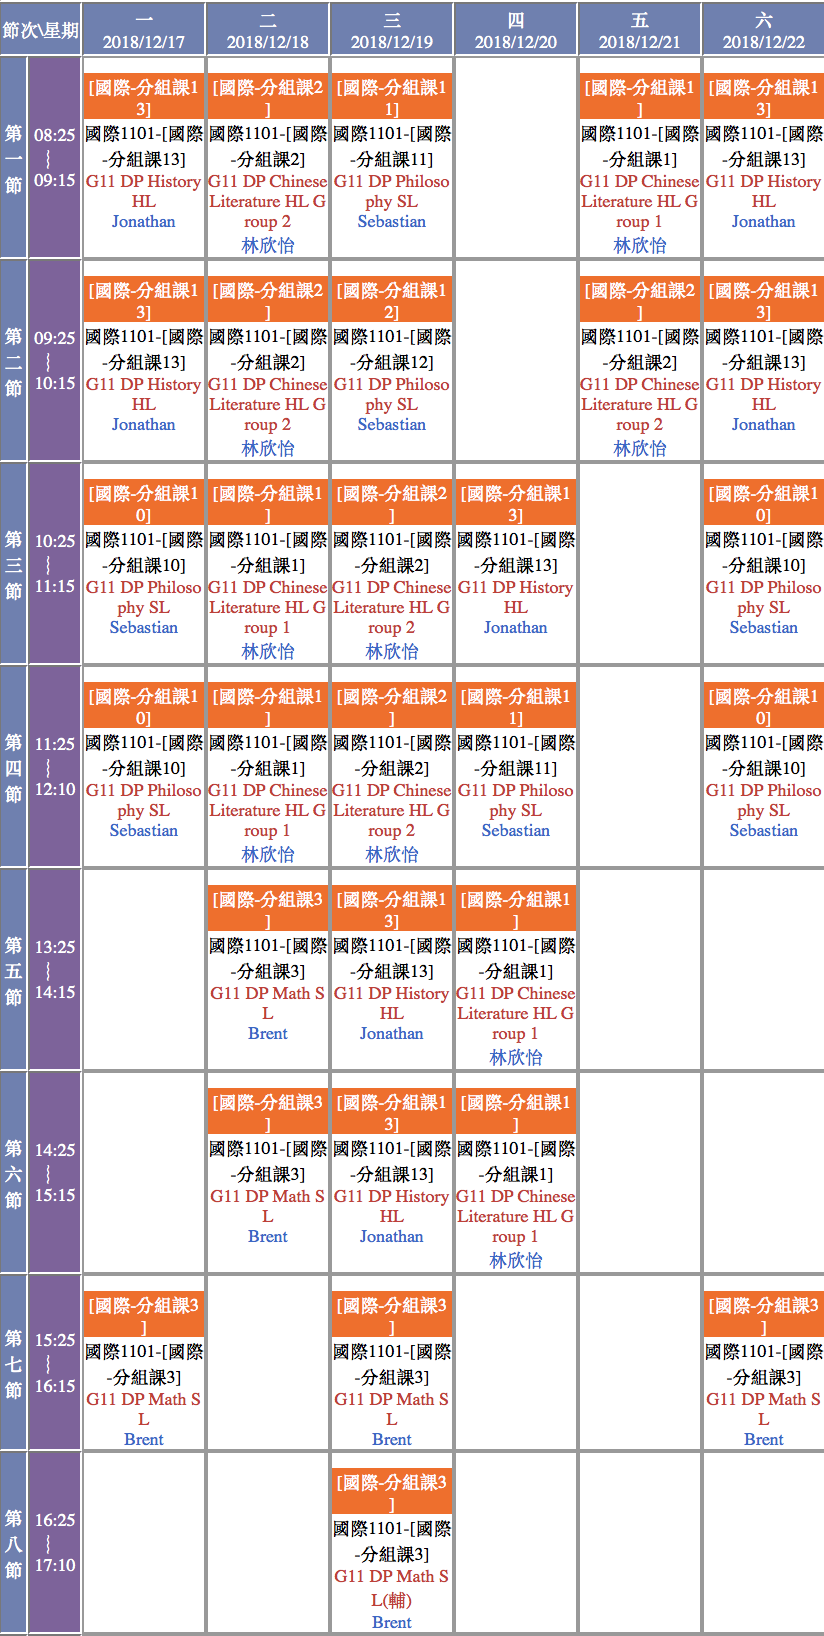 節次\星期
一
2018/12/17
二
2018/12/18
三
2018/12/19
四
2018/12/20
五
2018/12/21
六
2018/12/22
第一節
08:25
~
09:15
[國際-分組課1
3]
國際1101-[國際
-分組課13]
G11 DP History
HL
Jonathan
[國際-分組課2
]
國際1101-[國際
-分組課2]
G11 DP Chinese
Literature HL G
roup 2
林欣怡
[國際-分組課1
1]
國際1101-[國際
-分組課11]
G11 DP Philoso
phy SL
Sebastian
[國際-分組課1
]
國際1101-[國際
-分組課1]
G11 DP Chinese
Literature HL G
roup 1
林欣怡
[國際-分組課1
3]
國際1101-[國際
-分組課13]
G11 DP History
HL
Jonathan
第二節
09:25
~
10:15
[國際-分組課1
3]
國際1101-[國際
-分組課13]
G11 DP History
HL
Jonathan
[國際-分組課2
]
國際1101-[國際
-分組課2]
G11 DP Chinese
Literature HL G
roup 2
林欣怡
[國際-分組課1
2]
國際1101-[國際
-分組課12]
G11 DP Philoso
phy SL
Sebastian
[國際-分組課2
]
國際1101-[國際
-分組課2]
G11 DP Chinese
Literature HL G
roup 2
林欣怡
[國際-分組課1
3]
國際1101-[國際
-分組課13]
G11 DP History
HL
Jonathan
第三節
10:25
~
11:15
[國際-分組課1
0]
國際1101-[國際
-分組課10]
G11 DP Philoso
phy SL
Sebastian
[國際-分組課1
]
國際1101-[國際
-分組課1]
G11 DP Chinese
Literature HL G
roup 1
林欣怡
[國際-分組課2
]
國際1101-[國際
-分組課2]
G11 DP Chinese
Literature HL G
roup 2
林欣怡
[國際-分組課1
3]
國際1101-[國際
-分組課13]
G11 DP History
HL
Jonathan
[國際-分組課1
0]
國際1101-[國際
-分組課10]
G11 DP Philoso
phy SL
Sebastian
第四節
11:25
~
12:10
[國際-分組課1
0]
國際1101-[國際
-分組課10]
G11 DP Philoso
phy SL
Sebastian
[國際-分組課1
]
國際1101-[國際
-分組課1]
G11 DP Chinese
Literature HL G
roup 1
林欣怡
[國際-分組課2
]
國際1101-[國際
-分組課2]
G11 DP Chinese
Literature HL G
roup 2
林欣怡
[國際-分組課1
1]
國際1101-[國際
-分組課11]
G11 DP Philoso
phy SL
Sebastian
[國際-分組課1
0]
國際1101-[國際
-分組課10]
G11 DP Philoso
phy SL
Sebastian
第五節
13:25
~
14:15
[國際-分組課3
]
國際1101-[國際
-分組課3]
G11 DP Math S
L
Brent
[國際-分組課1
3]
國際1101-[國際
-分組課13]
G11 DP History
HL
Jonathan
[國際-分組課1
]
國際1101-[國際
-分組課1]
G11 DP Chinese
Literature HL G
roup 1
林欣怡
第六節
14:25
~
15:15
[國際-分組課3
]
國際1101-[國際
-分組課3]
G11 DP Math S
L
Brent
[國際-分組課1
3]
國際1101-[國際
-分組課13]
G11 DP History
HL
Jonathan
[國際-分組課1
]
國際1101-[國際
-分組課1]
G11 DP Chinese
Literature HL G
roup 1
林欣怡
第七節
15:25
~
16:15
[國際-分組課3
]
國際1101-[國際
-分組課3]
G11 DP Math S
L
Brent
[國際-分組課3
]
國際1101-[國際
-分組課3]
G11 DP Math S
L
Brent
[國際-分組課3
]
國際1101-[國際
-分組課3]
G11 DP Math S
L
Brent
第八節
16:25
~
17:10
[國際-分組課3
]
國際1101-[國際
-分組課3]
G11 DP Math S
L(輔)
Brent